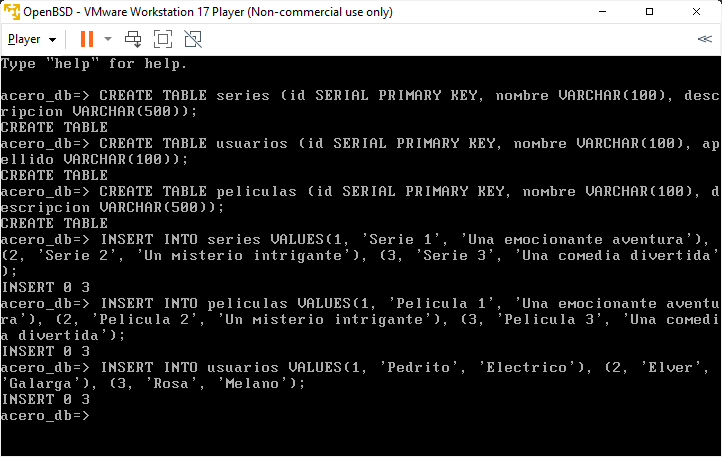 OpenBSD - VMware Workstation 17 Player (Non-commercial use only)
Player
Type "help" for help.
acero_db=> CREATE TABLE series (id SERIAL PRIMARY KEY, nombre VARCHAR(100), desc
ripcion VARCHAR(500));
CREATE TABLE
acero_db=> CREATE TABLE usuarios (id SERIAL PRIMARY KEY, nombre VARCHAR(100), ap
ellido VARCHAR(100));
CREATE TABLE
acero_db=> CREATE TABLE peliculas (id SERIAL PRIMARY KEY, nombre VARCHAR(100), d
escripcion VARCHAR(500));
CREATE TABLE
acero_db=> INSERT INTO series VALUES(1, 'Serie 1', 'Una emocionante aventura'),
(2, 'Serie 2', 'Un misterio intrigante'), (3, 'Serie 3', 'Una comedia divertida'
);
INSERT 0 3
acero_db=> INSERT INTO peliculas VALUES(1, 'Pelicula 1', 'Una emocionante aventu
ra'), (2, 'Pelicula 2', 'Un misterio intrigante'), (3, 'Pelicula 3', 'Una comedi
a divertida');
INSERT 0 3
acero_db=> INSERT INTO usuarios VALUES(1, 'Pedrito', 'Electrico'), (2, 'Elver',
'Galarga'), (3, 'Rosa', 'Melano');
INSERT 0 3
acero_db=>